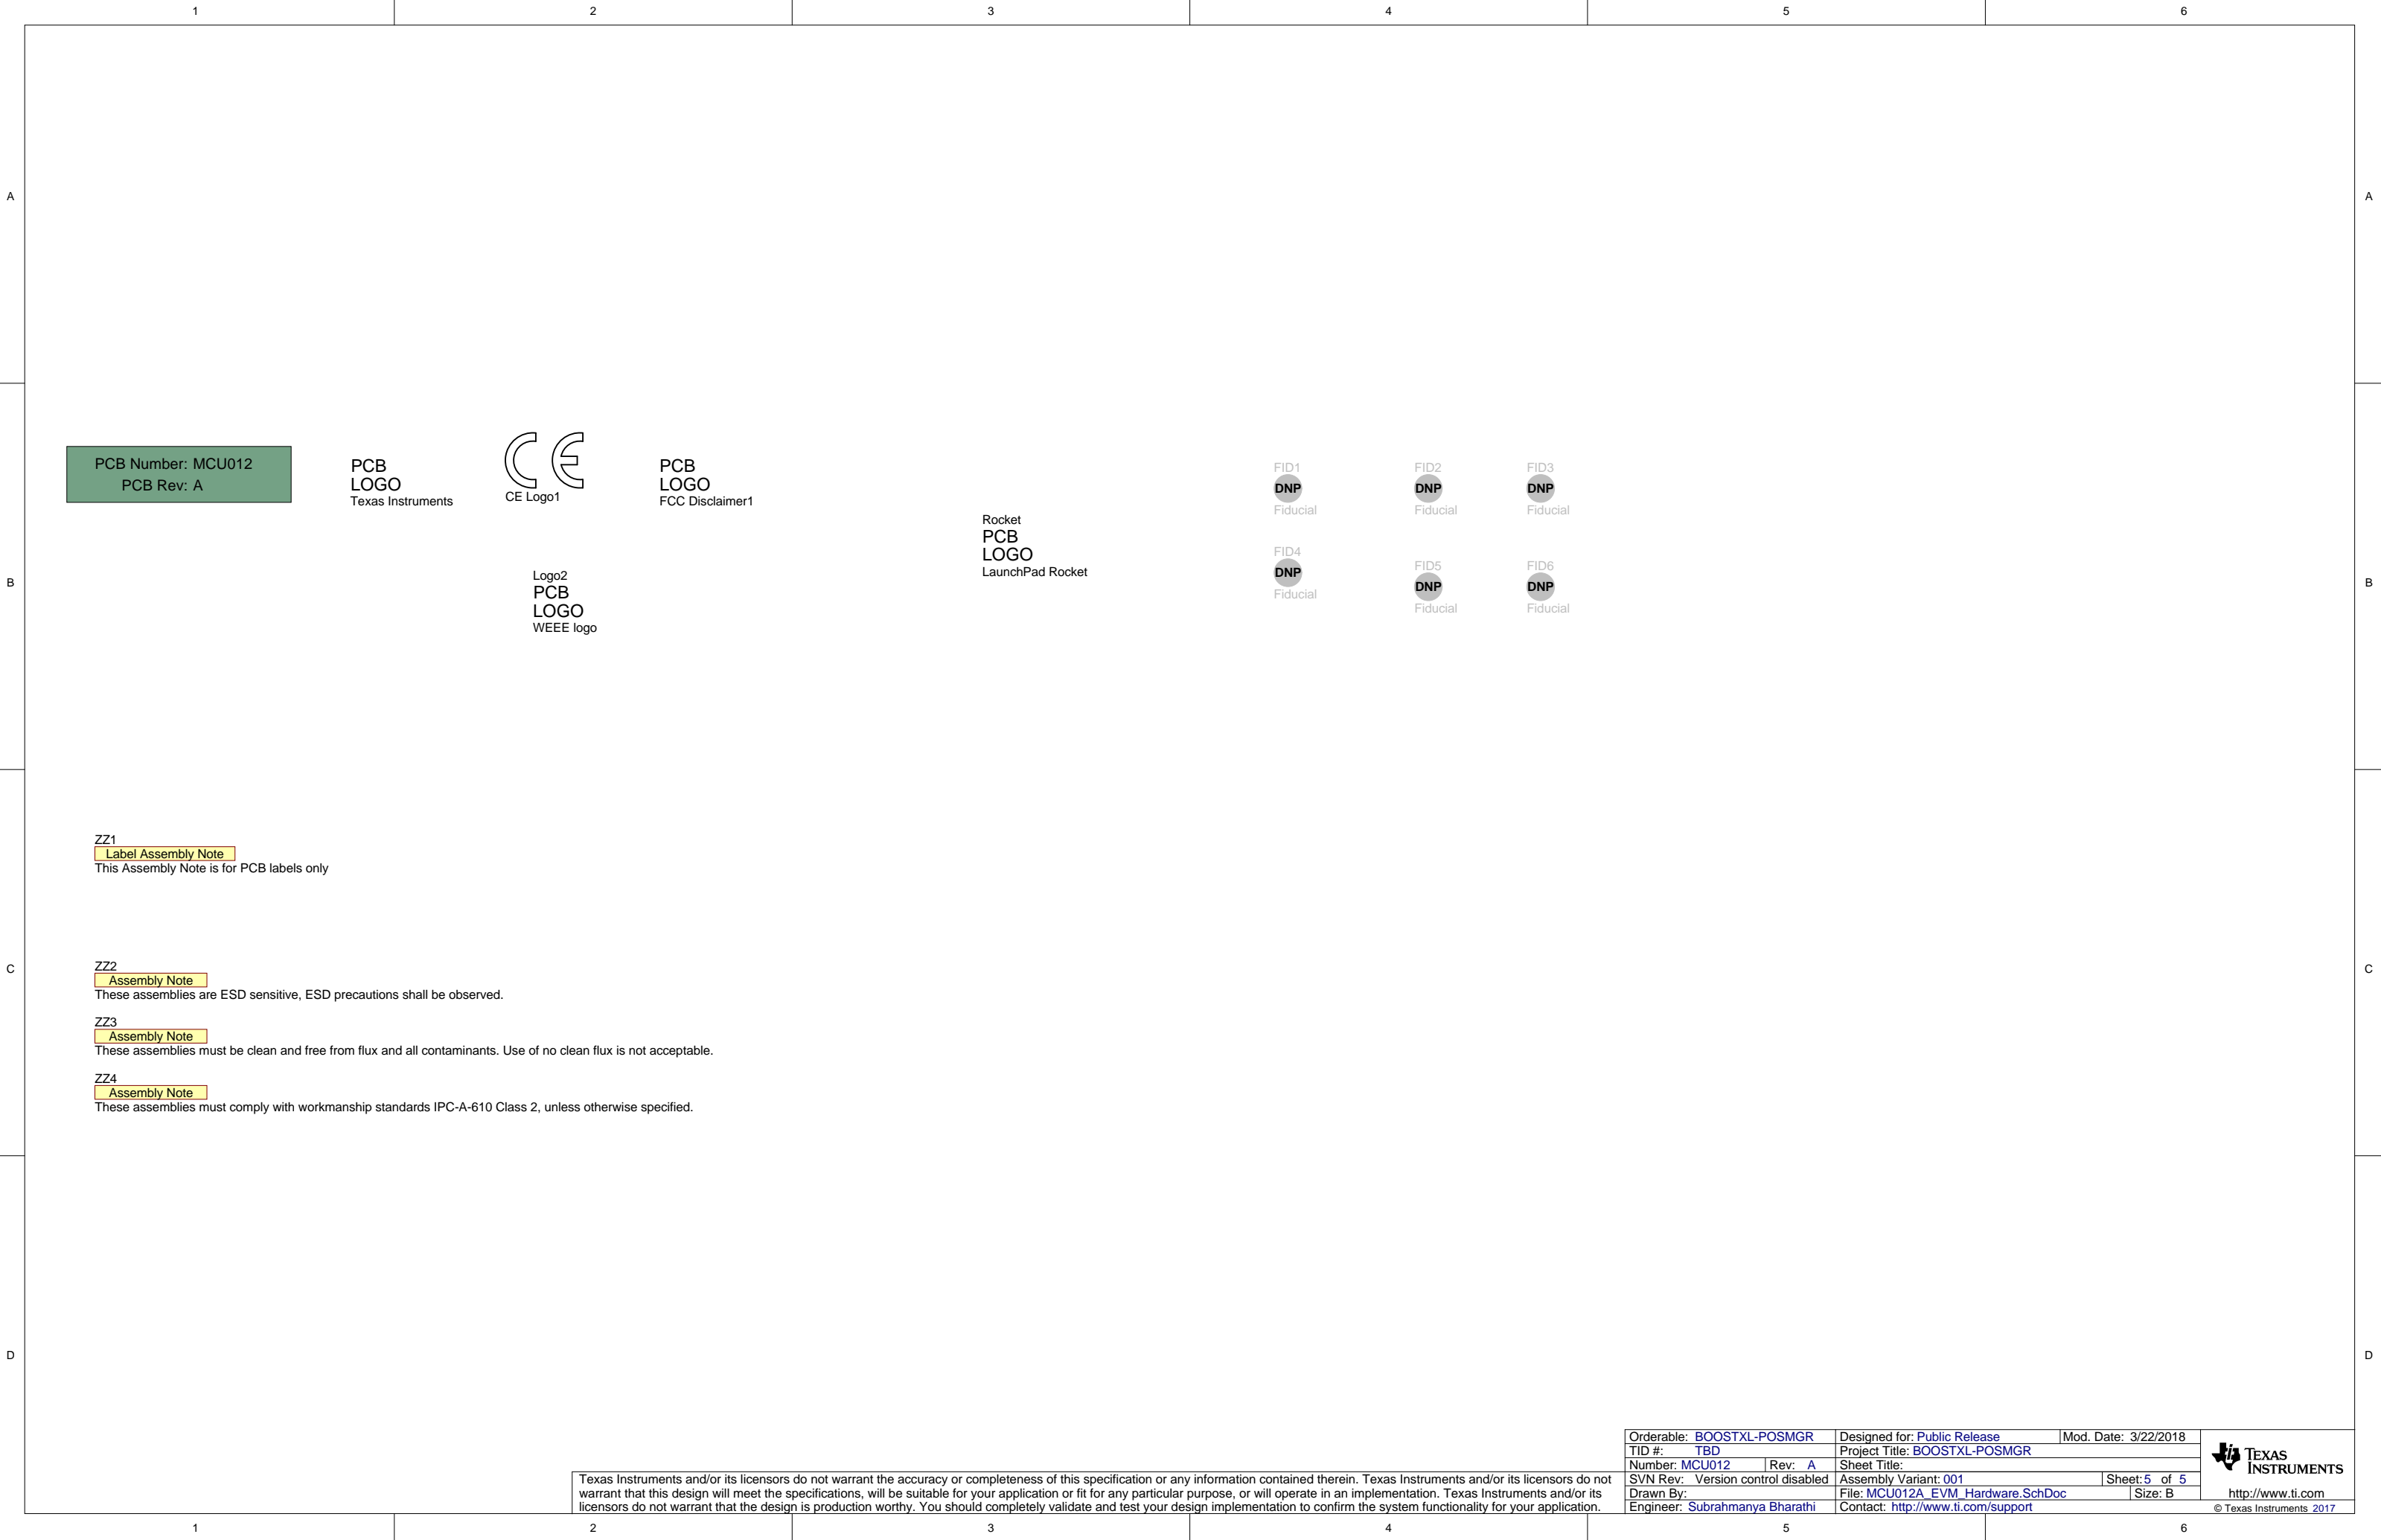 1 2 3 4 5 6
A A
PCB Number: MCU012
PCB Rev: A
PCB
LOGO
Texas Instruments
CE
CE Logo1
PCB
LOGO
FCC Disclaimer1
Logo2
PCB
LOGO
WEEE logo
Rocket
PCB
LOGO
LaunchPad Rocket
FID1
DNP
Fiducial
FID2
DNP
Fiducial
FID3
DNP
Fiducial
FID4
DNP
Fiducial
FID5
DNP
Fiducial
FID6
DNP
Fiducial
B B
ZZ1
Label Assembly Note
This Assembly Note is for PCB labels only
C C
ZZ2
Assembly Note
These assemblies are ESD sensitive, ESD precautions shall be observed.
ZZ3
Assembly Note
These assemblies must be clean and free from flux and all contaminants. Use of no clean flux is not acceptable.
ZZ4
Assembly Note
These assemblies must comply with workmanship standards IPC-A-610 Class 2, unless otherwise specified.
D D
Texas Instruments and/or its licensors do not warrant the accuracy or completeness of this specification or any information contained therein. Texas Instruments and/or its licensors do not
warrant that this design will meet the specifications, will be suitable for your application or fit for any particular purpose, or will operate in an implementation. Texas Instruments and/or its
licensors do not warrant that the design is production worthy. You should completely validate and test your design implementation to confirm the system functionality for your application.
Orderable: BOOSTXL-POSMGR Designed for: Public Release Mod. Date: 3/22/2018
TID #: TBD Project Title: BOOSTXL-POSMGR
Number: MCU012 Rev: A Sheet Title:
SVN Rev: Version control disabled Assembly Variant: 001 Sheet: 5 of 5
Drawn By: File: MCU012A_EVM_Hardware.SchDoc Size: B
Engineer: Subrahmanya Bharathi Contact: http://www.ti.com/support
TEXAS
INSTRUMENTS
http://www.ti.com
© Texas Instruments 2017
1 2 3 4 5 6